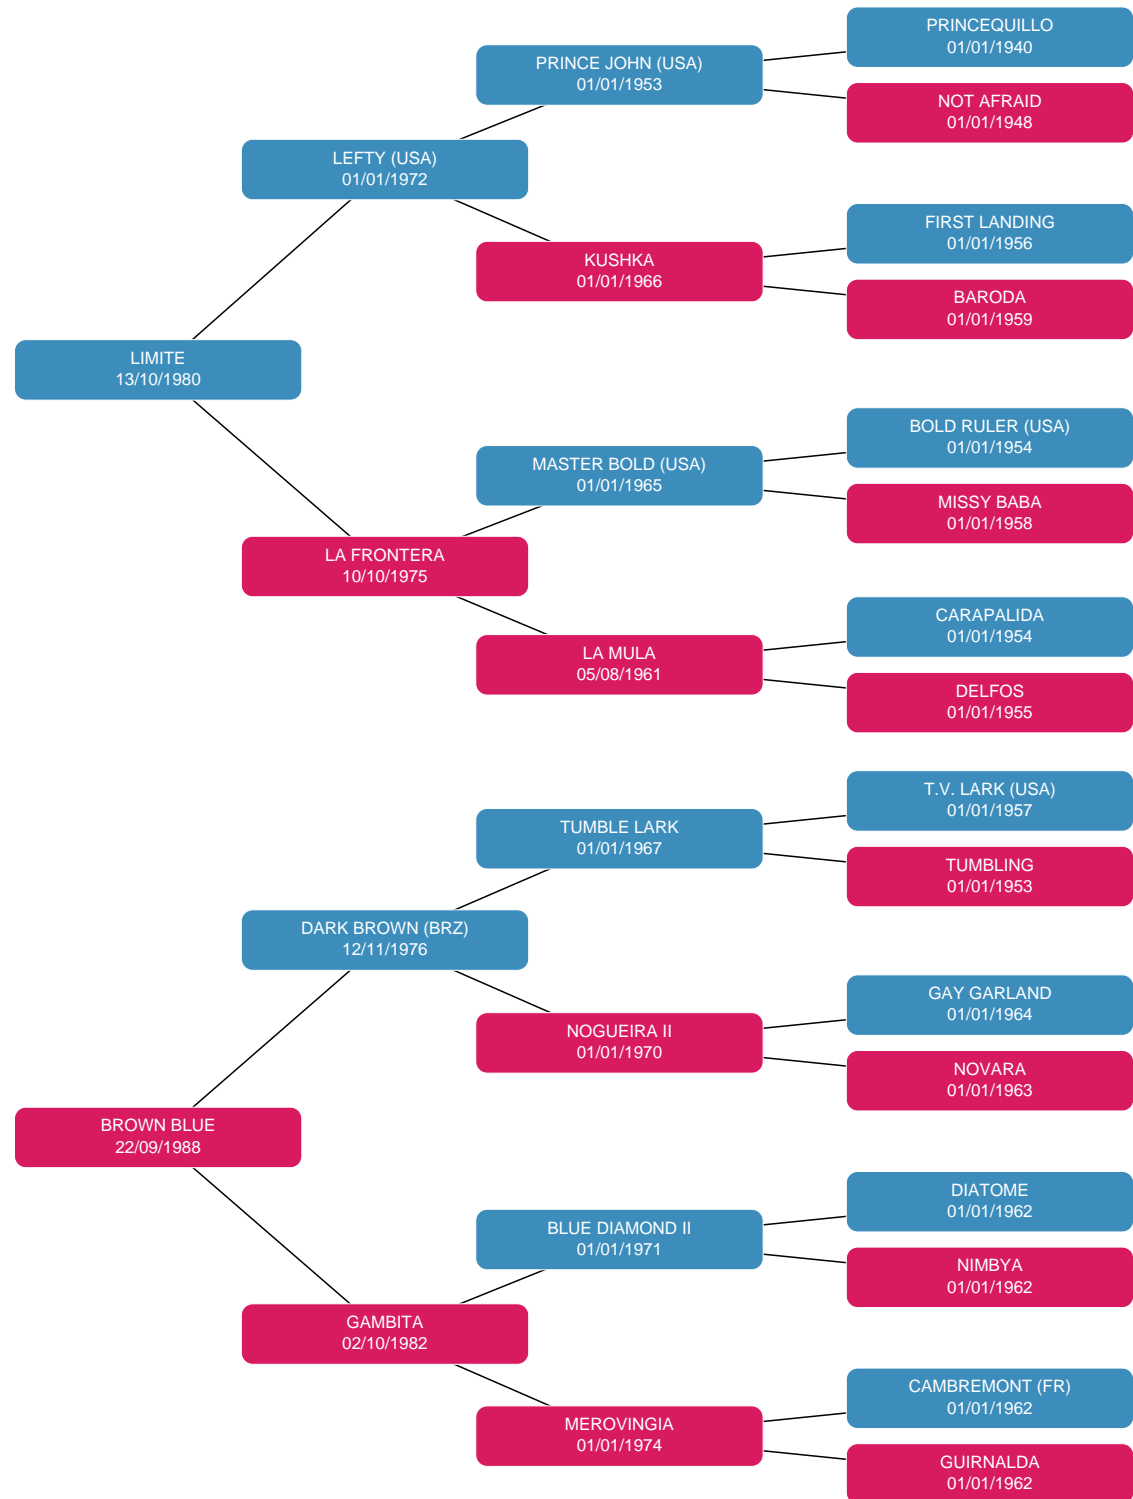 PRINCEQUILLO
01/01/1940
PRINCE JOHN (USA)
01/01/1953
NOT AFRAID
01/01/1948
LEFTY (USA)
01/01/1972
FIRST LANDING
01/01/1956
KUSHKA
01/01/1966
BARODA
01/01/1959
LIMITE
13/10/1980
BOLD RULER (USA)
01/01/1954
MASTER BOLD (USA)
01/01/1965
MISSY BABA
01/01/1958
LA FRONTERA
10/10/1975
CARAPALIDA
01/01/1954
LA MULA
05/08/1961
DELFOS
01/01/1955
T.V. LARK (USA)
01/01/1957
TUMBLE LARK
01/01/1967
TUMBLING
01/01/1953
DARK BROWN (BRZ)
12/11/1976
GAY GARLAND
01/01/1964
NOGUEIRA II
01/01/1970
NOVARA
01/01/1963
BROWN BLUE
22/09/1988
DIATOME
01/01/1962
BLUE DIAMOND II
01/01/1971
NIMBYA
01/01/1962
GAMBITA
02/10/1982
CAMBREMONT (FR)
01/01/1962
MEROVINGIA
01/01/1974
GUIRNALDA
01/01/1962